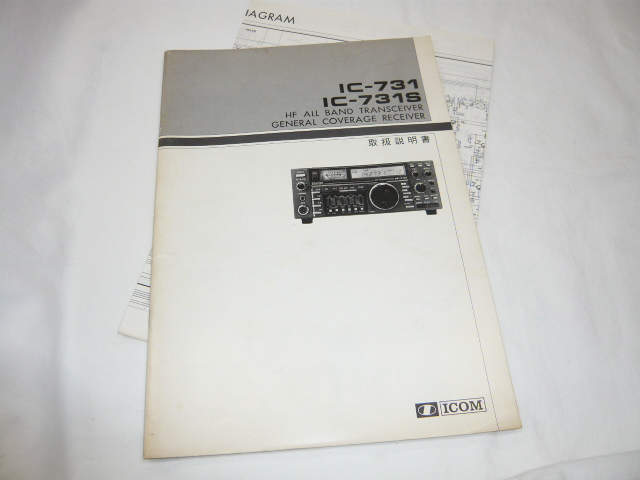 IAGRAM
IC-731
IC-731S
HF ALL BAND TRANSCEIVER
GENERAL COVERAGE RECEIVER
取扱説明書
ICOM